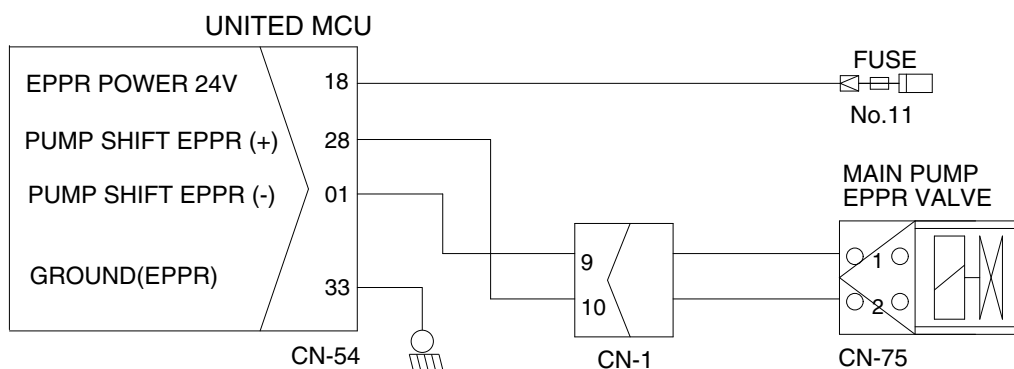 UNITED MCU
EPPR POWER 24V
18
FUSE
No.11
PUMP SHIFT EPPR (+)
28
PUMP SHIFT EPPR (-)
01
MAIN PUMP
EPPR VALVE
9
1
GROUND(EPPR)
33
10
2
CN-54
CN-1
CN-75